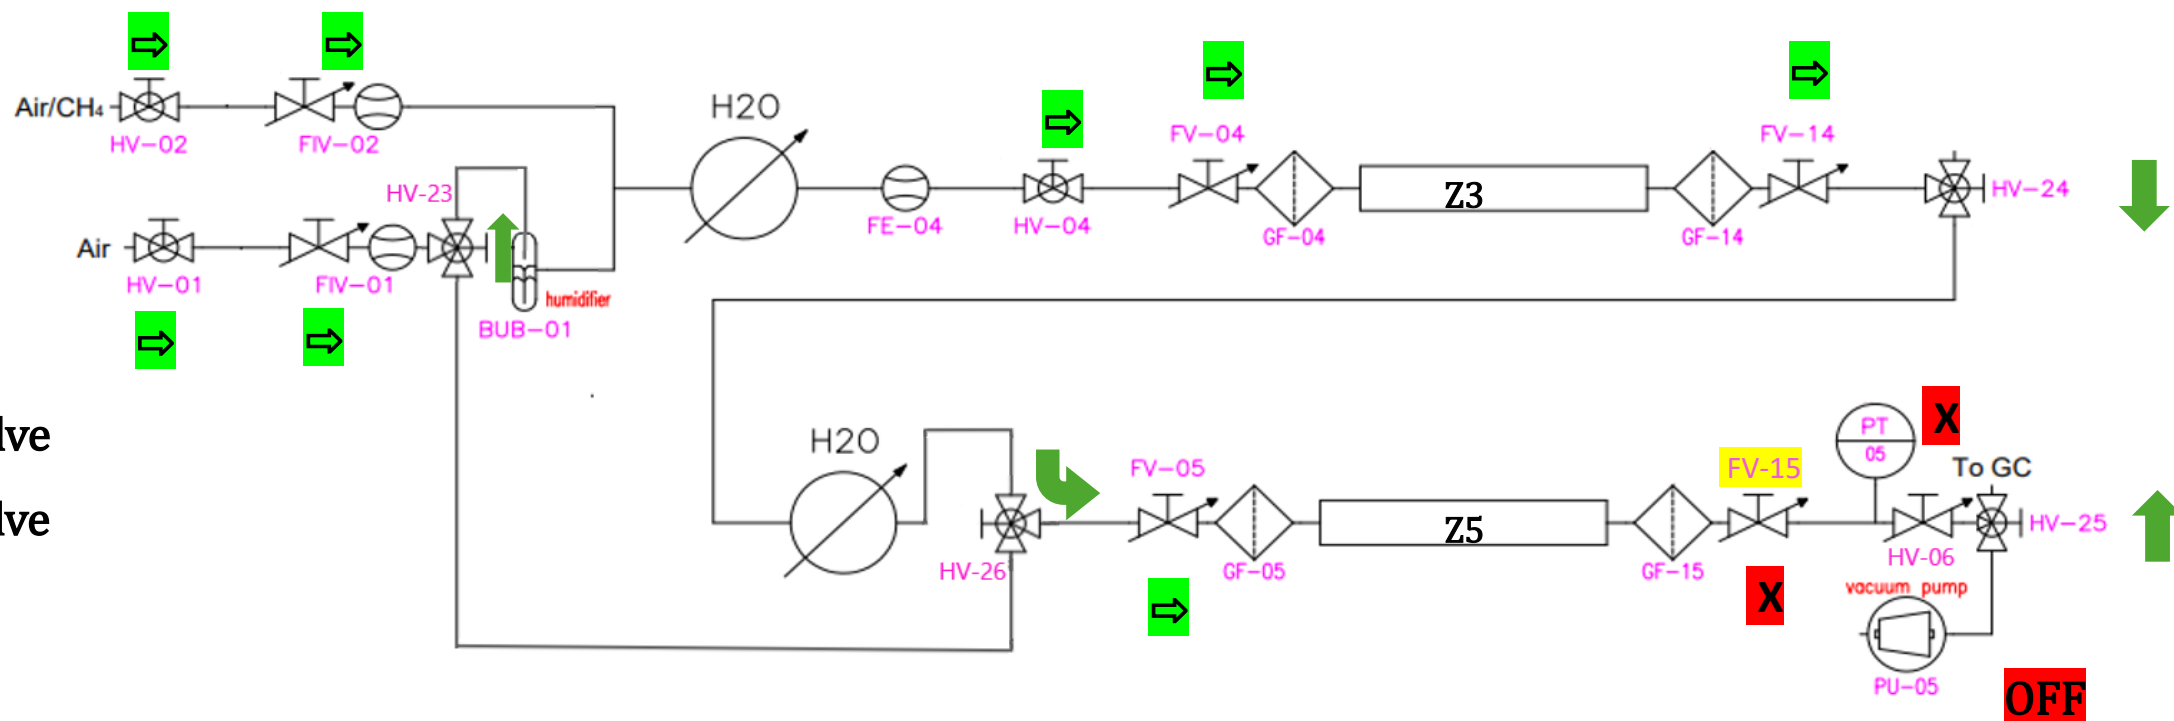 Air/CH₄
HV-02
FIV-02
H2O
FV-04
FV-14
HV-23
FE-04
HV-04
GF-04
Z3
GF-14
HV-24
Air
HV-01
FIV-01
humidifier
BUB-01
lve
lve
H2O
HV-26
FV-05
GF-05
Z5
GF-15
FV-15
X
PT
05
X
To GC
HV-06
HV-25
vacuum pump
PU-05
OFF